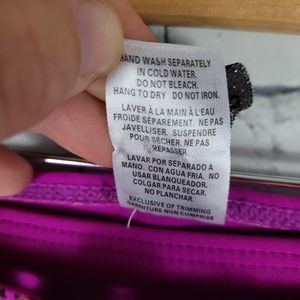 HAND WASH SEPARATELY
IN COLD WATER.
DO NOT BLEACH.
HANG TO DRY DO NOT IRON.
LAVER À LA MAIN À L'EAU
FROIDE SÉPARÉMENT. NE PAS
JAVELLISER. SUSPENDRE
POUR SÉCHER. NE PAS
REPASSER.
LAVAR POR SEPARADO A
MANO. CON AGUA FRIA. NO
USAR BLANQUEADOR.
COLGAR PARA SECAR.
NO PLANCHAR.
EXCLUSIVE OF TRIMMING
GARNITURE NON COMPRISE